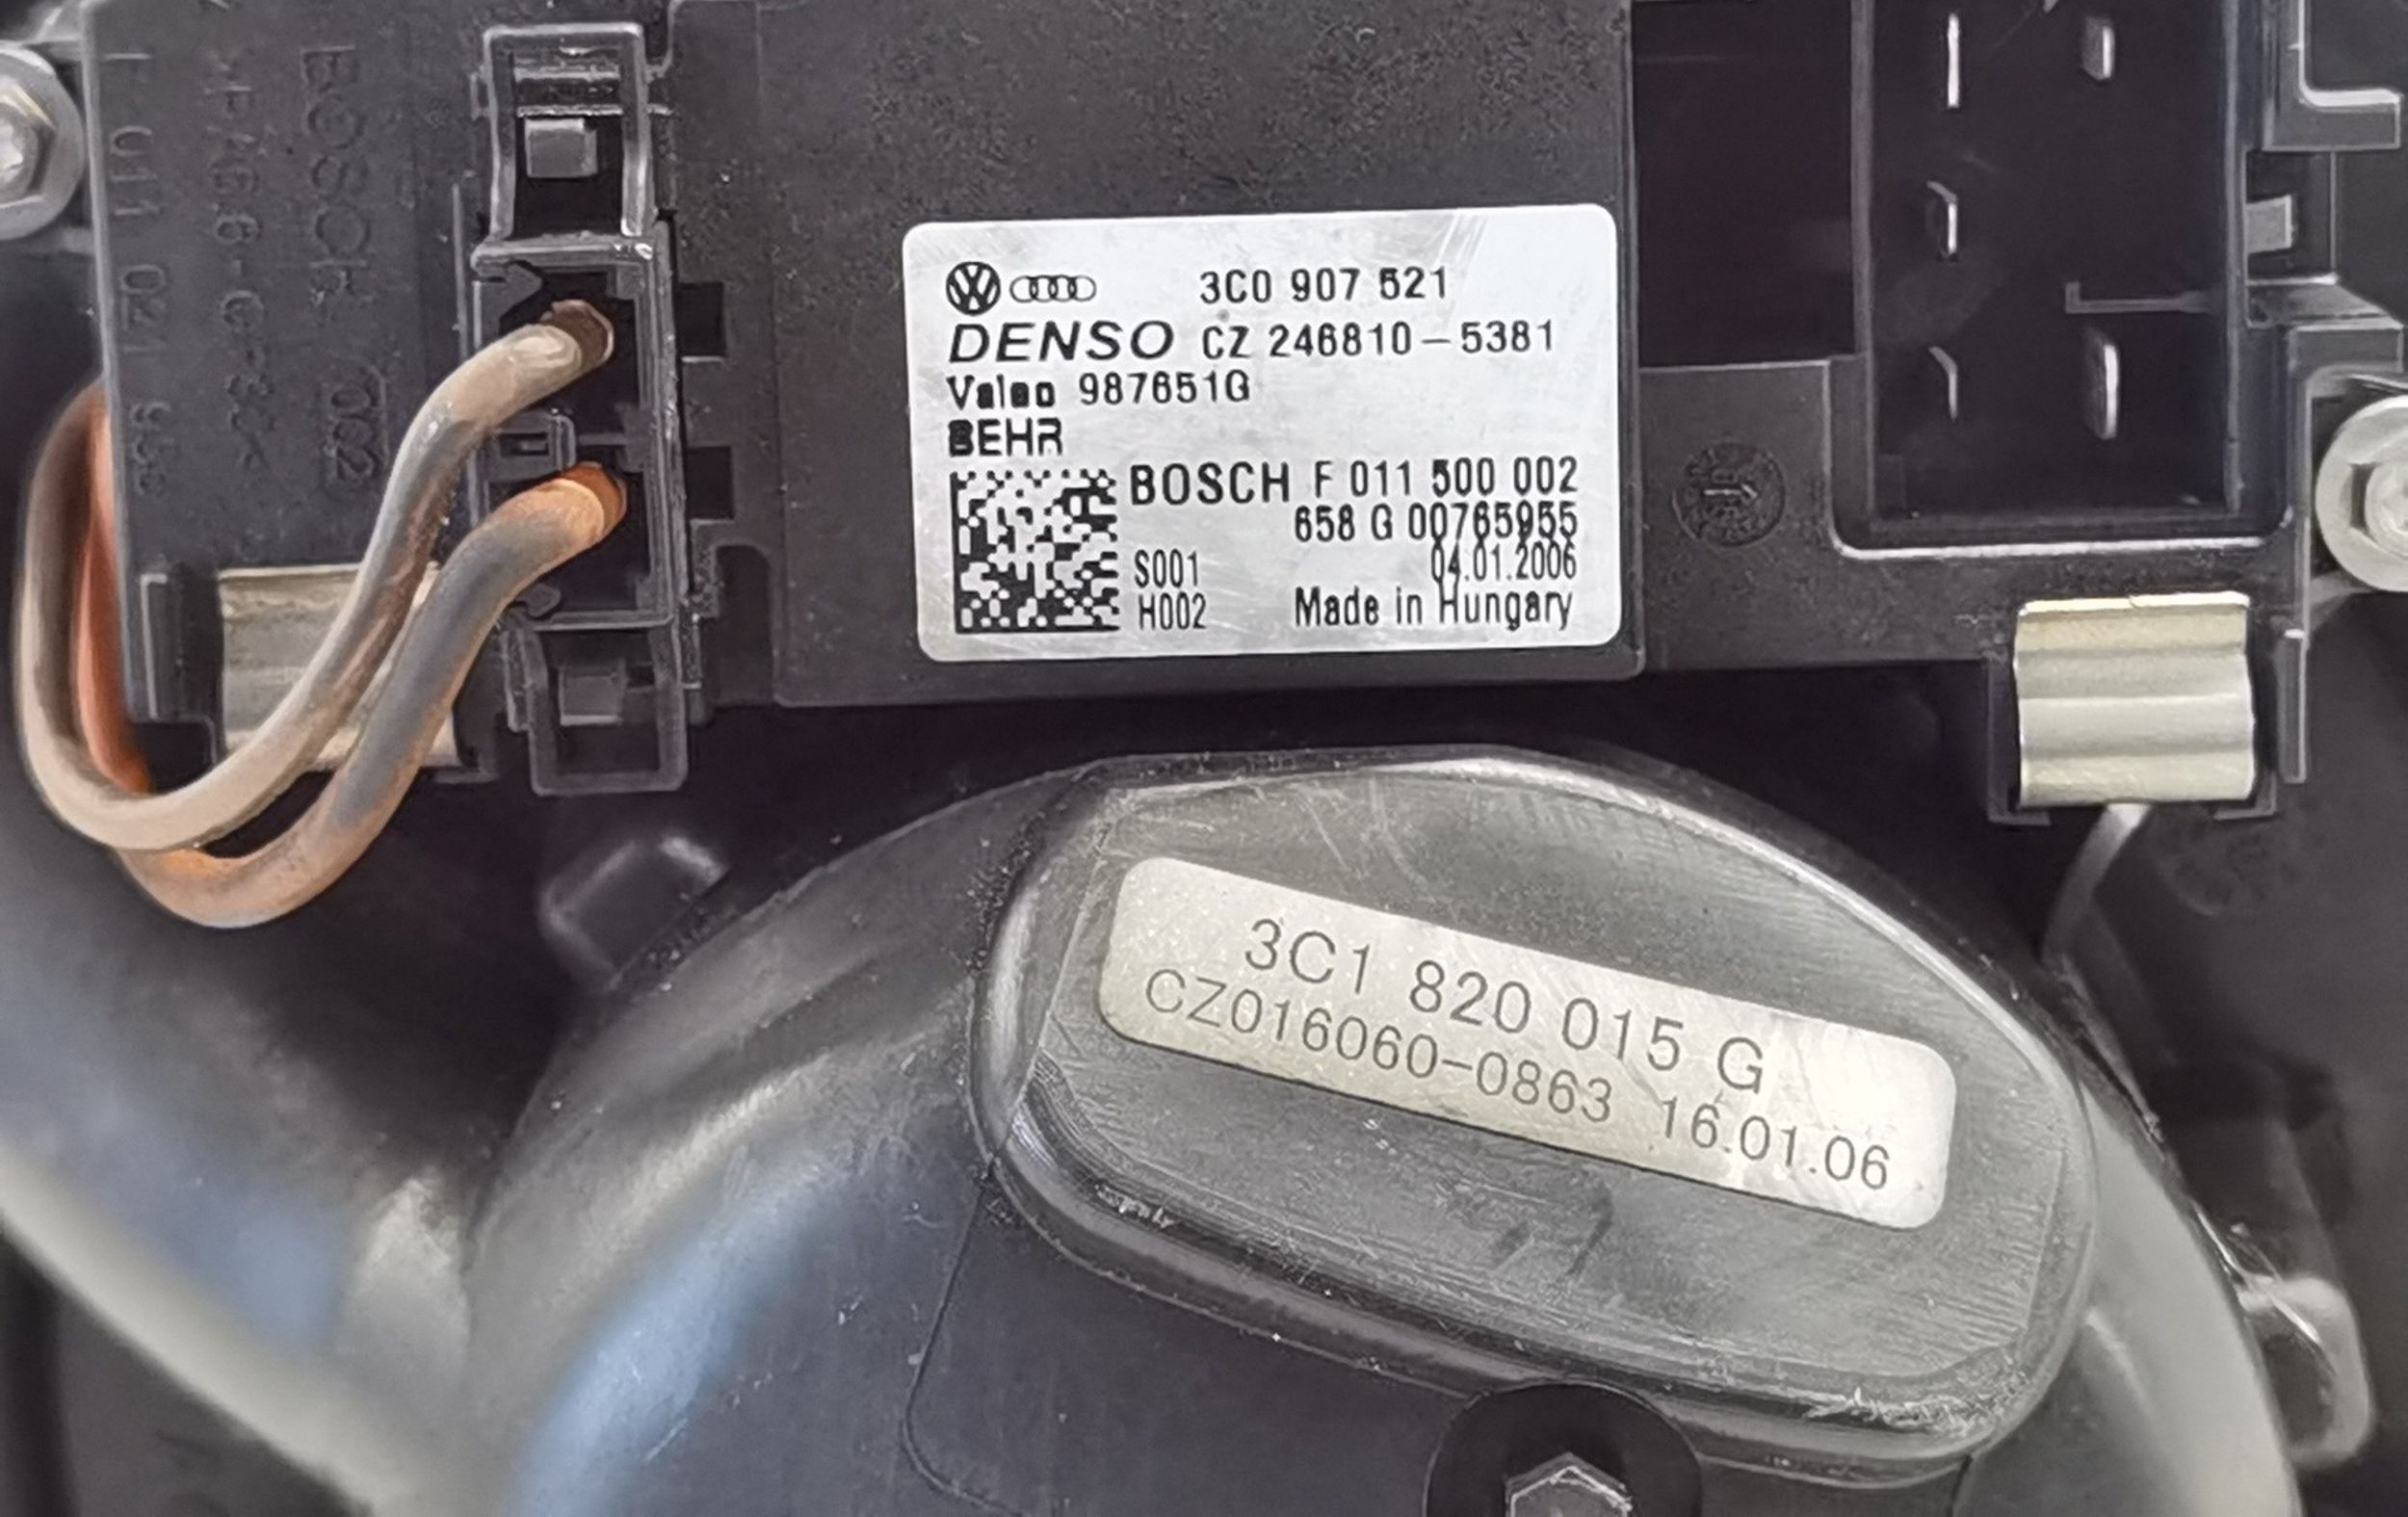 BOSCH 002
3C0 907 521
DENSO CZ 246810-5381
Valeo 987651G
BEHR
BOSCH F 011 500 002
658 G 00765955
S001 04.01.2006
H002 Made in Hungary
3C1 820 015 G
CZ016060-0863 16.01.06